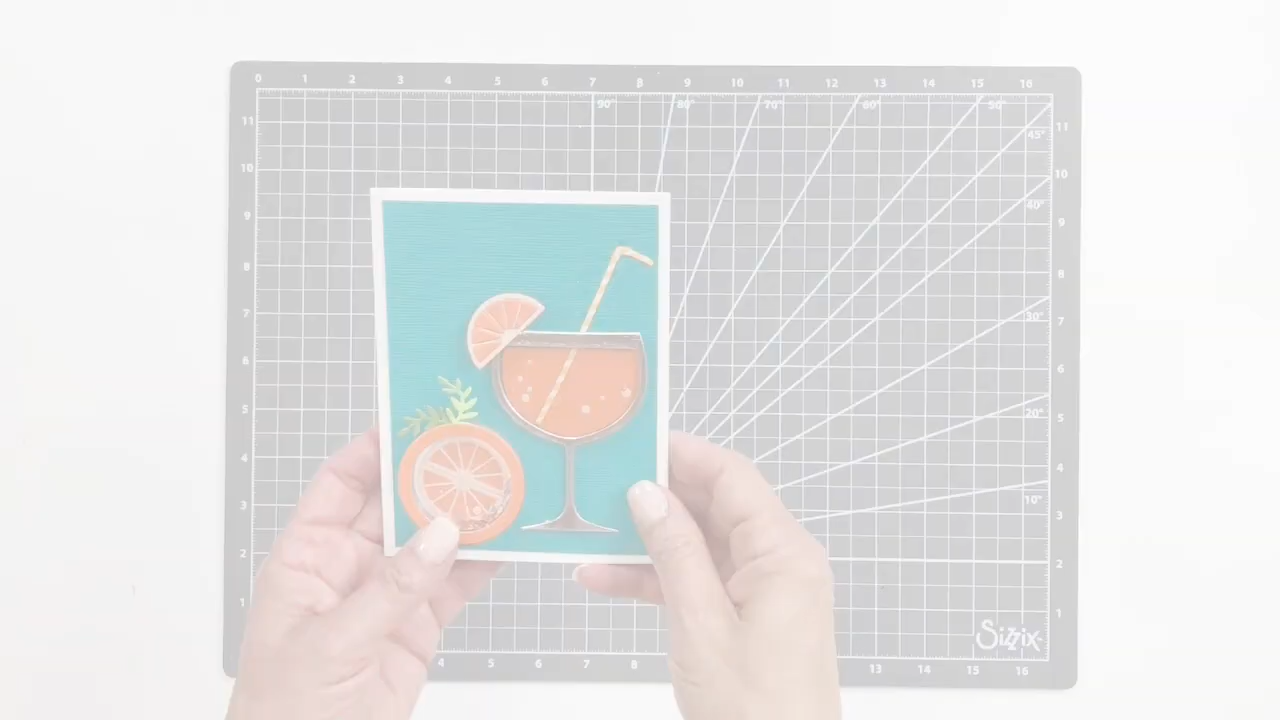 0 1 2 3 4 5 6 7 8 9 10 11 12 13 14 15 16
90° 80° 70° 60° 50°
11 45° 11
10 40° 10
9 9
8 8
7 30° 7
6 6
5 20° 5
4 4
3 10° 3
2 2
1 1
Sizzix
4 5 6 7 8 13 14 15 16